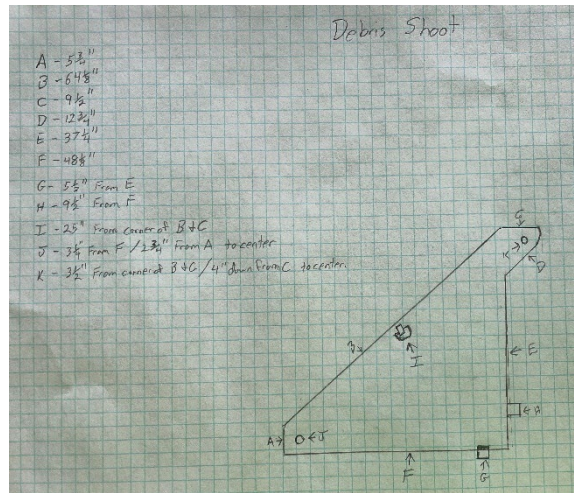 Debris Shoot
A - 5 3/4"
B - 64 1/8"
C - 9 1/2"
D - 12 3/4"
E - 37 1/4"
F - 48 1/8"
G - 5 1/2" From E
H - 9 1/2" From F
I - 25" From corner of B & C
J - 3 1/4 From F / 2 3/4" From A to center
K - 3 1/2" From corner of B & C / 4" down From C to center.
C
K
D
B
I
E
H
A
J
F
G